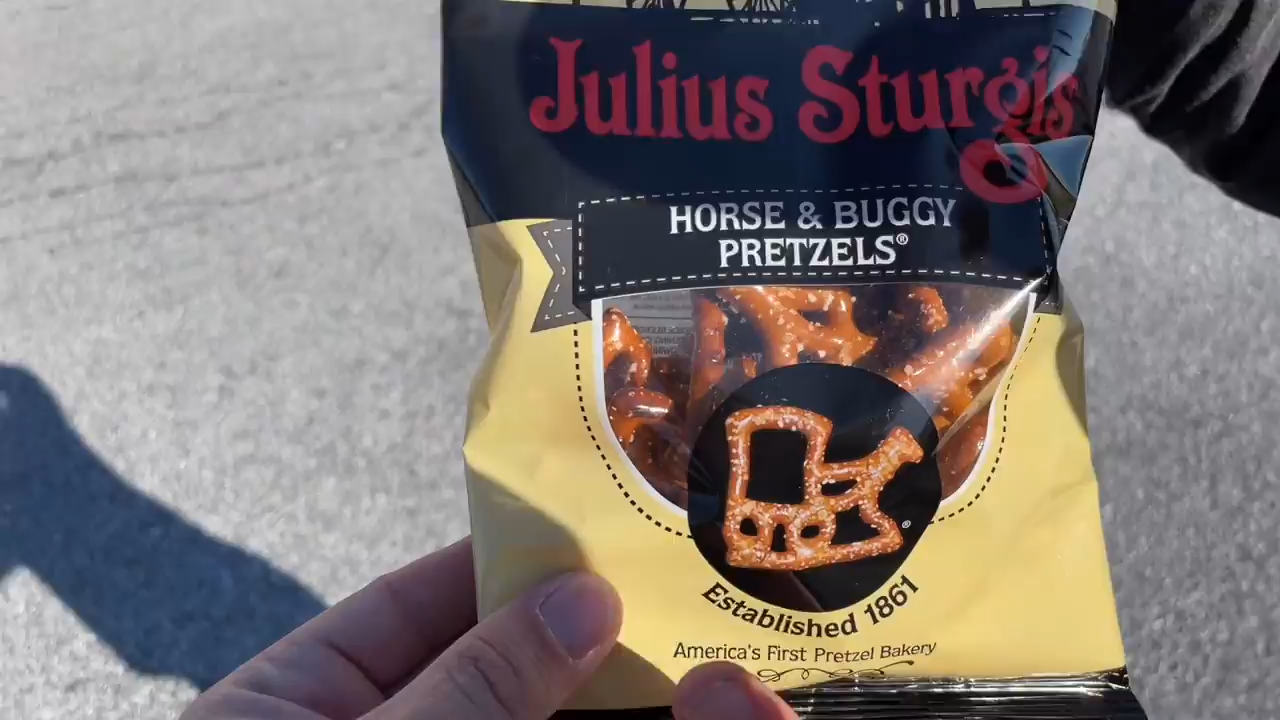 Julius Sturgis
HORSE & BUGGY
PRETZELS®
®
Established 1861
America's First Pretzel Bakery